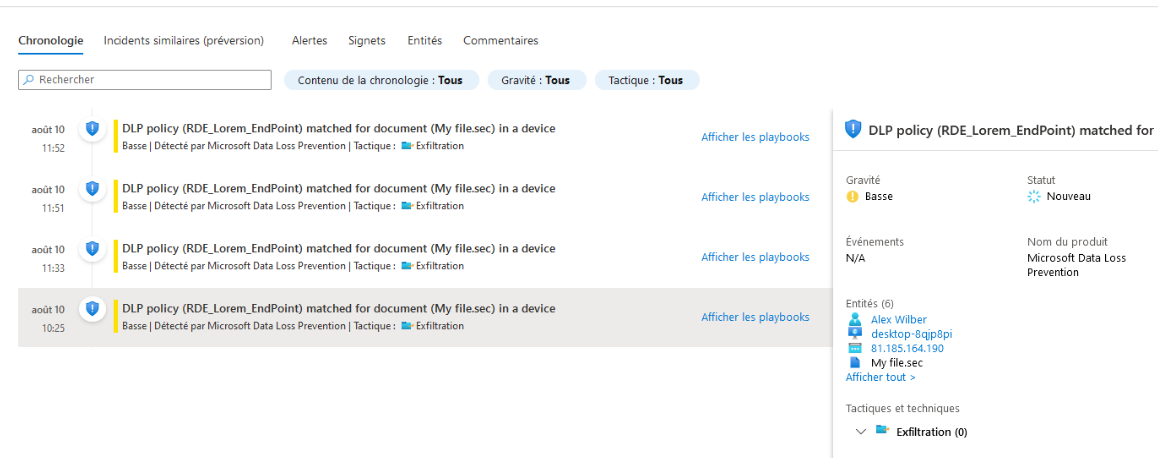 Chronologie Incidents similaires (préversion) Alertes Signets Entités Commentaires
Rechercher Contenu de la chronologie : Tous Gravité : Tous Tactique : Tous
août 10 DLP policy (RDE_Lorem_EndPoint) matched for document (My file.sec) in a device
11:52 Basse | Détecté par Microsoft Data Loss Prevention | Tactique : Exfiltration
Afficher les playbooks
août 10 DLP policy (RDE_Lorem_EndPoint) matched for document (My file.sec) in a device
11:51 Basse | Détecté par Microsoft Data Loss Prevention | Tactique : Exfiltration
Afficher les playbooks
août 10 DLP policy (RDE_Lorem_EndPoint) matched for document (My file.sec) in a device
11:33 Basse | Détecté par Microsoft Data Loss Prevention | Tactique : Exfiltration
Afficher les playbooks
août 10 DLP policy (RDE_Lorem_EndPoint) matched for document (My file.sec) in a device
10:25 Basse | Détecté par Microsoft Data Loss Prevention | Tactique : Exfiltration
Afficher les playbooks
DLP policy (RDE_Lorem_EndPoint) matched for
Gravité Statut
Basse Nouveau
Événements Nom du produit
N/A Microsoft Data Loss
Prevention
Entités (6)
Alex Wilber
desktop-8qjp8pi
81.185.164.190
My file.sec
Afficher tout >
Tactiques et techniques
Exfiltration (0)